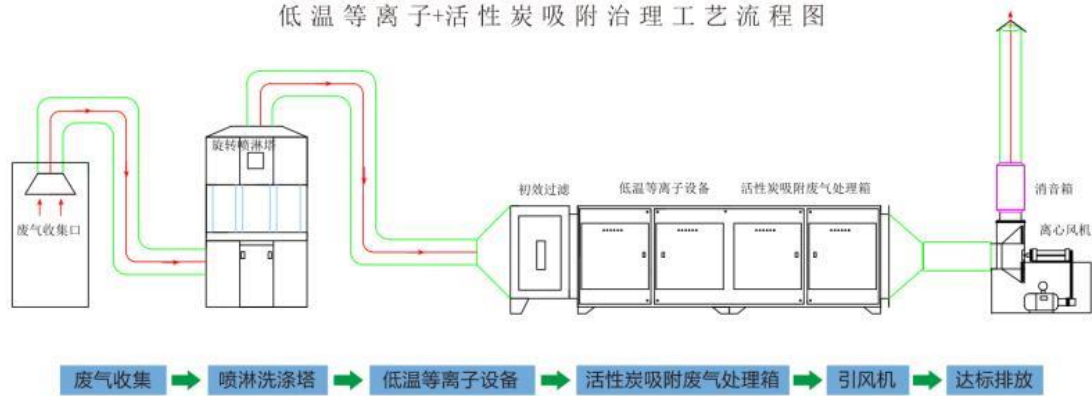 低温等离子+活性炭吸附治理工艺流程图
旋转喷淋塔
废气收集口
初效过滤
低温等离子设备
活性炭吸附废气处理箱
消音箱
离心风机
废气收集
喷淋洗涤塔
低温等离子设备
活性炭吸附废气处理箱
引风机
达标排放